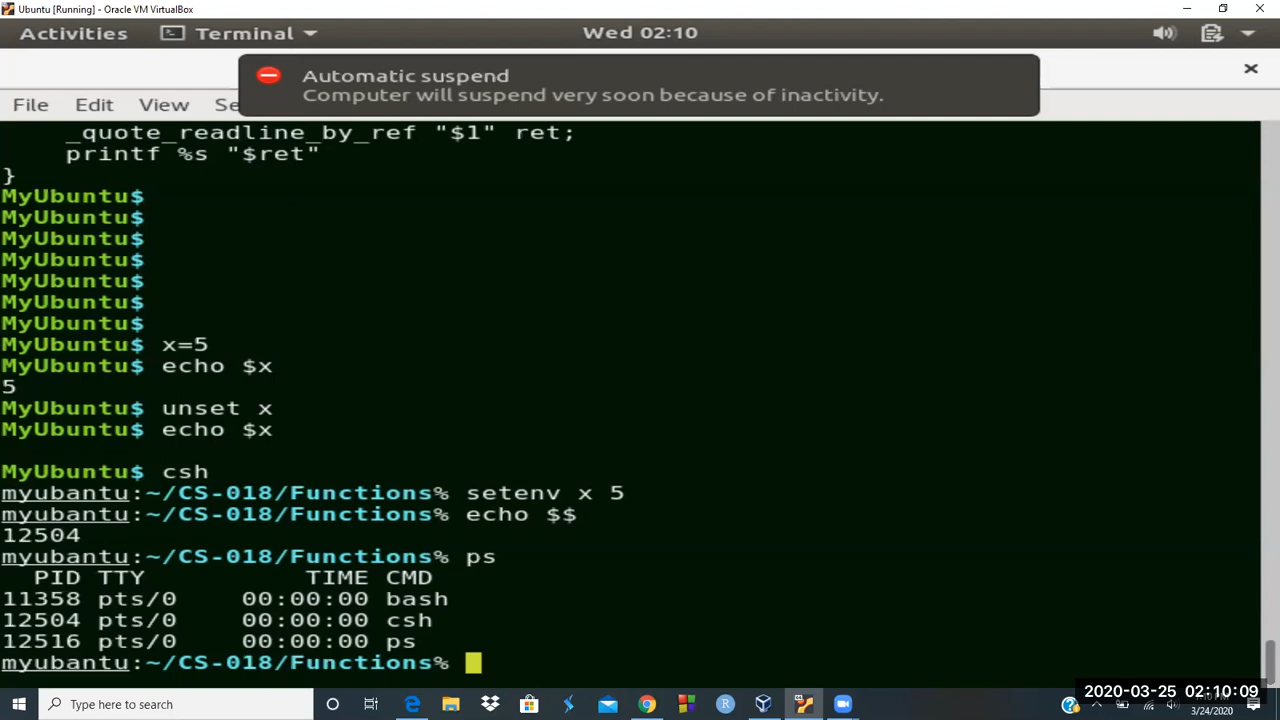 Ubuntu [Running] - Oracle VM VirtualBox
Activities Terminal Wed 02:10
Automatic suspend
Computer will suspend very soon because of inactivity.
File Edit View Se
_quote_readline_by_ref "$1" ret;
printf %s "$ret"
}
MyUbuntu$
MyUbuntu$
MyUbuntu$
MyUbuntu$
MyUbuntu$
MyUbuntu$
MyUbuntu$
MyUbuntu$ x=5
MyUbuntu$ echo $x
5
MyUbuntu$ unset x
MyUbuntu$ echo $x
MyUbuntu$ csh
myubantu:~/CS-018/Functions% setenv x 5
myubantu:~/CS-018/Functions% echo $$
12504
myubantu:~/CS-018/Functions% ps
PID TTY TIME CMD
11358 pts/0 00:00:00 bash
12504 pts/0 00:00:00 csh
12516 pts/0 00:00:00 ps
myubantu:~/CS-018/Functions%
Type here to search
2020-03-25 02:10:09
3/24/2020